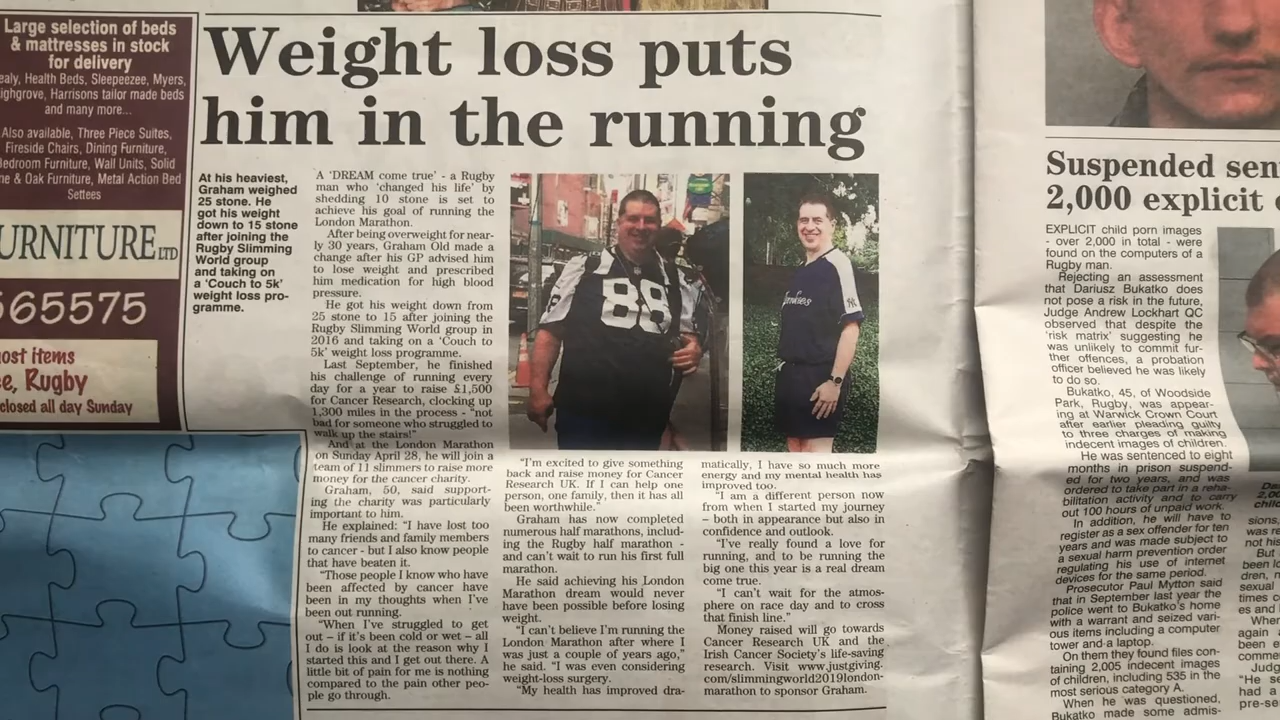 Large selection of beds
& mattresses in stock
for delivery
Health Beds, Sleepeezee, Myers,
Harrisons tailor made beds
and many more...
Also available, Three Piece Suites,
Fireside Chairs, Dining Furniture,
Furniture, Wall Units, Solid
& Oak Furniture, Metal Action Bed
Settees
URNITURE LTD
565575
items
Rugby
closed all day Sunday
Weight loss puts
him in the running
At his heaviest,
Graham weighed
25 stone. He
got his weight
down to 15 stone
after joining the
Rugby Slimming
World group
and taking on
a 'Couch to 5k'
weight loss pro-
gramme.
A 'DREAM come true' - a Rugby
man who 'changed his life' by
shedding 10 stone is set to
achieve his goal of running the
London Marathon.
After being overweight for near-
ly 30 years, Graham Old made a
change after his GP advised him
to lose weight and prescribed
him medication for high blood
pressure.
He got his weight down from
25 stone to 15 after joining the
Rugby Slimming World group in
2016 and taking on a 'Couch to
5k' weight loss programme.
Last September, he finished
his challenge of running every
day for a year to raise £1,500
for Cancer Research, clocking up
1,300 miles in the process - "not
bad for someone who struggled to
walk up the stairs!"
And at the London Marathon
on Sunday April 28, he will join a
team of 11 slimmers to raise more
money for the cancer charity.
Graham, 50, said support-
ing the charity was particularly
important to him.
He explained: "I have lost too
many friends and family members
to cancer - but I also know people
that have beaten it.
"Those people I know who have
been affected by cancer have
been in my thoughts when I've
been out running.
"When I've struggled to get
out – if it's been cold or wet – all
I do is look at the reason why I
started this and I get out there. A
little bit of pain for me is nothing
compared to the pain other peo-
ple go through.
88
"I'm excited to give something
back and raise money for Cancer
Research UK. If I can help one
person, one family, then it has all
been worthwhile."
Graham has now completed
numerous half marathons, includ-
ing the Rugby half marathon -
and can't wait to run his first full
marathon.
He said achieving his London
Marathon dream would never
have been possible before losing
weight.
"I can't believe I'm running the
London Marathon after where I
was just a couple of years ago,"
he said. "I was even considering
weight-loss surgery.
"My health has improved dra-
matically, I have so much more
energy and my mental health has
improved too.
"I am a different person now
from when I started my journey
– both in appearance but also in
confidence and outlook.
"I've really found a love for
running, and to be running the
big one this year is a real dream
come true.
"I can't wait for the atmos-
phere on race day and to cross
that finish line."
Money raised will go towards
Cancer Research UK and the
Irish Cancer Society's life-saving
research. Visit www.justgiving.
com/slimmingworld2019london-
marathon to sponsor Graham.
Suspended sen
2,000 explicit
EXPLICIT child porn images
- over 2,000 in total - were
found on the computers of a
Rugby man.
Rejecting an assessment
that Dariusz Bukatko does
not pose a risk in the future,
Judge Andrew Lockhart QC
observed that despite the
'risk matrix' suggesting he
was unlikely to commit fur-
ther offences, a probation
officer believed he was likely
to do so.
Bukatko, 45, of Woodside
Park, Rugby, was appear-
ing at Warwick Crown Court
after earlier pleading guilty
to three charges of making
indecent images of children.
He was sentenced to eight
months in prison suspend-
ed for two years, and was
ordered to take part in a reha-
bilitation activity and to carry
out 100 hours of unpaid work.
In addition, he will have to
register as a sex offender for ten
years and was made subject to
a sexual harm prevention order
regulating his use of internet
devices for the same period.
Prosecutor Paul Mytton said
that in September last year the
police went to Bukatko's home
with a warrant and seized vari-
ous items including a computer
tower and a laptop.
On them they found files con-
taining 2,005 indecent images
of children, including 535 in the
most serious category A.
When he was questioned,
Bukatko made some admis-